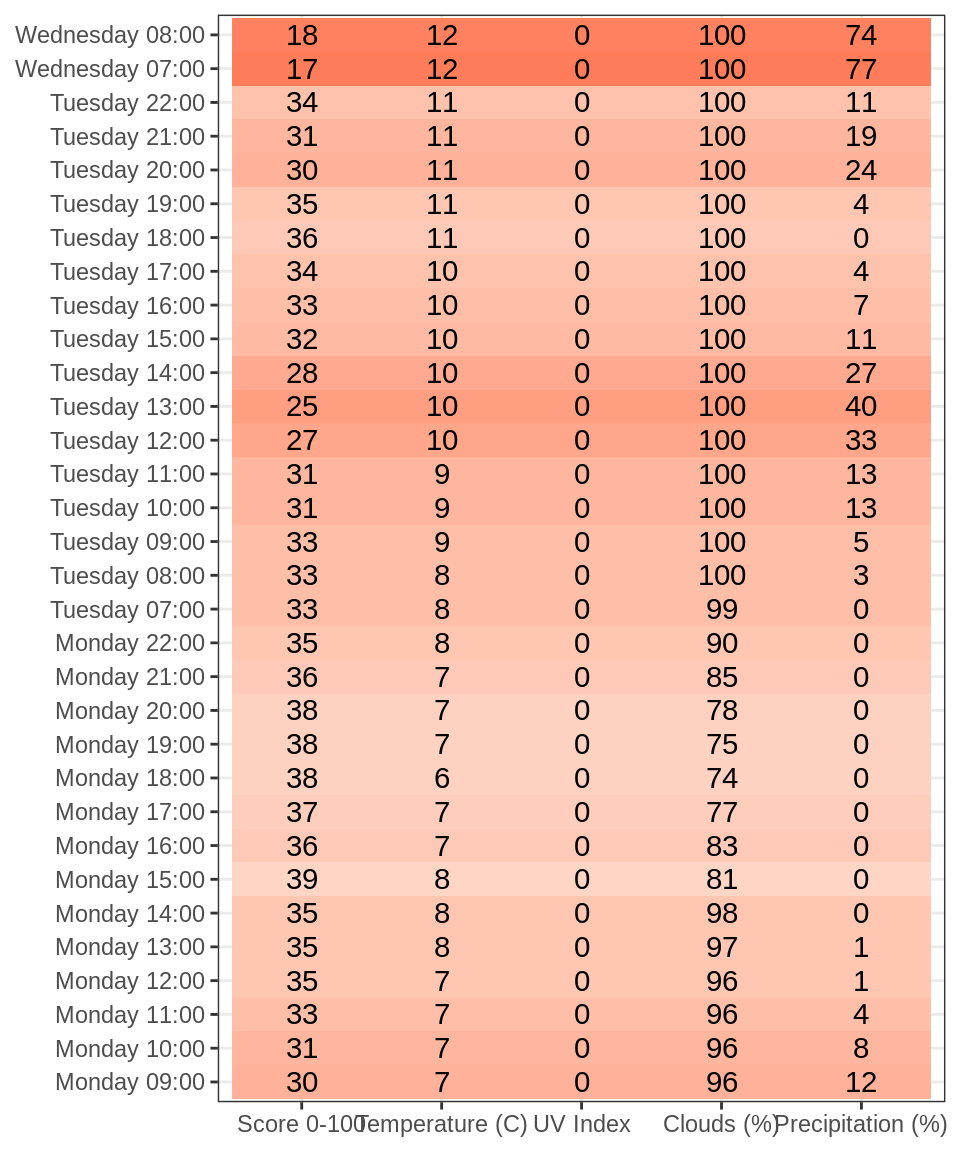 Wednesday 08:00 18 12 0 100 74
Wednesday 07:00 17 12 0 100 77
Tuesday 22:00 34 11 0 100 11
Tuesday 21:00 31 11 0 100 19
Tuesday 20:00 30 11 0 100 24
Tuesday 19:00 35 11 0 100 4
Tuesday 18:00 36 11 0 100 0
Tuesday 17:00 34 10 0 100 4
Tuesday 16:00 33 10 0 100 7
Tuesday 15:00 32 10 0 100 11
Tuesday 14:00 28 10 0 100 27
Tuesday 13:00 25 10 0 100 40
Tuesday 12:00 27 10 0 100 33
Tuesday 11:00 31 9 0 100 13
Tuesday 10:00 31 9 0 100 13
Tuesday 09:00 33 9 0 100 5
Tuesday 08:00 33 8 0 100 3
Tuesday 07:00 33 8 0 99 0
Monday 22:00 35 8 0 90 0
Monday 21:00 36 7 0 85 0
Monday 20:00 38 7 0 78 0
Monday 19:00 38 7 0 75 0
Monday 18:00 38 6 0 74 0
Monday 17:00 37 7 0 77 0
Monday 16:00 36 7 0 83 0
Monday 15:00 39 8 0 81 0
Monday 14:00 35 8 0 98 0
Monday 13:00 35 8 0 97 1
Monday 12:00 35 7 0 96 1
Monday 11:00 33 7 0 96 4
Monday 10:00 31 7 0 96 8
Monday 09:00 30 7 0 96 12
Score 0-100 Temperature (C) UV Index Clouds (%) Precipitation (%)